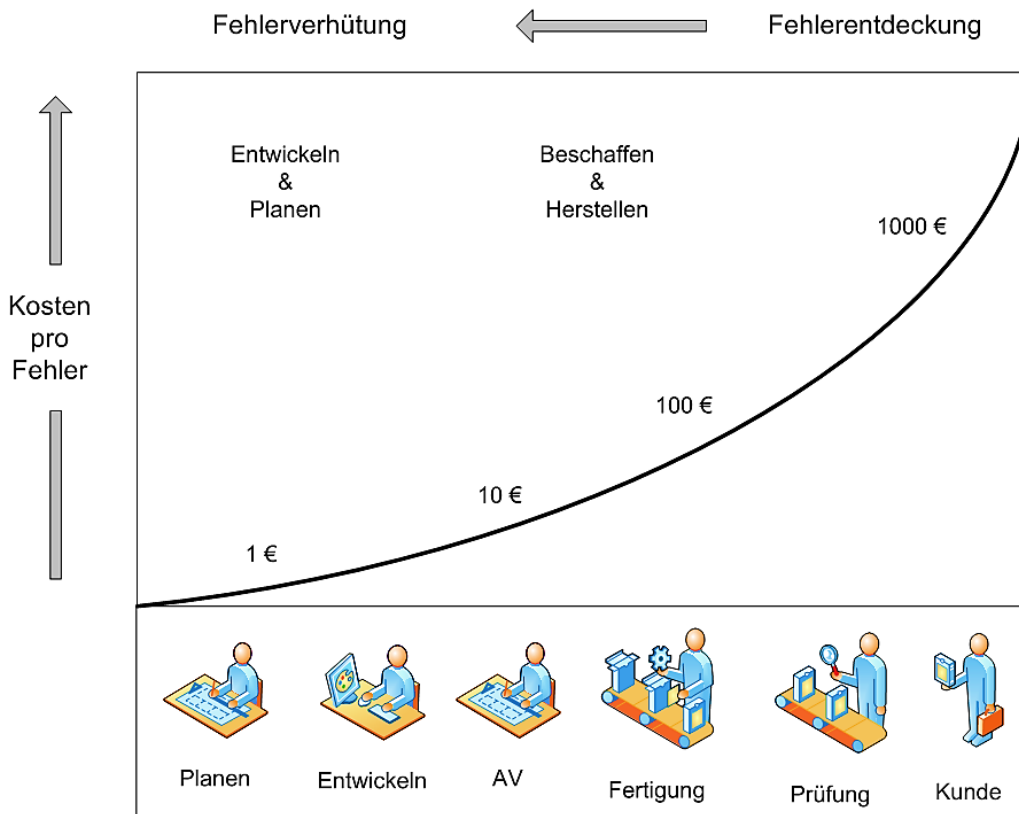 Fehlerverhütung
Fehlerentdeckung
Entwickeln
&
Planen
Beschaffen
&
Herstellen
1000 €
Kosten
pro
Fehler
100 €
10 €
1 €
Planen
Entwickeln
AV
Fertigung
Prüfung
Kunde